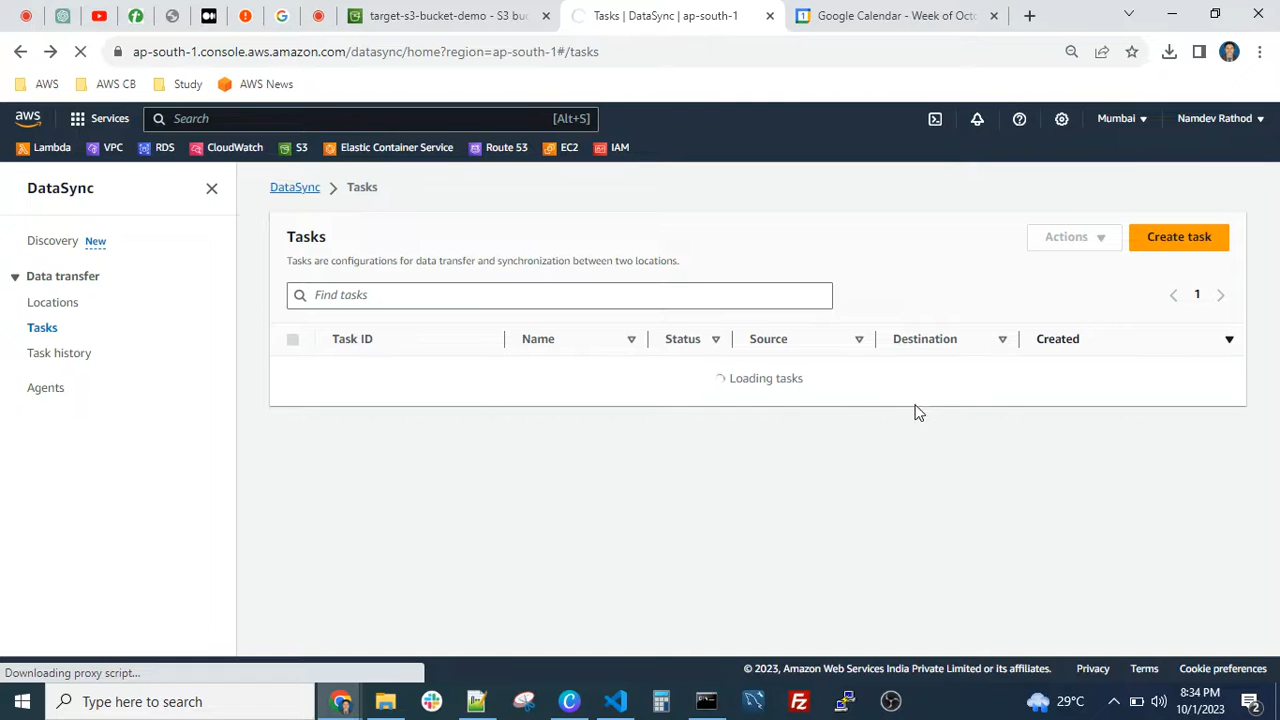 target-s3-bucket-demo - S3 buc
Tasks | DataSync | ap-south-1
Google Calendar - Week of Octo
ap-south-1.console.aws.amazon.com/datasync/home?region=ap-south-1#/tasks
AWS
AWS CB
Study
AWS News
aws
Services
Search
[Alt+S]
Mumbai
Namdev Rathod
Lambda
VPC
RDS
CloudWatch
S3
Elastic Container Service
Route 53
EC2
IAM
DataSync
DataSync
Tasks
Discovery New
Data transfer
Locations
Tasks
Task history
Agents
Tasks
Actions
Create task
Tasks are configurations for data transfer and synchronization between two locations.
Find tasks
1
Task ID
Name
Status
Source
Destination
Created
Loading tasks
Downloading proxy script...
© 2023, Amazon Web Services India Private Limited or its affiliates.
Privacy
Terms
Cookie preferences
Type here to search
29°C
8:34 PM
10/1/2023
2